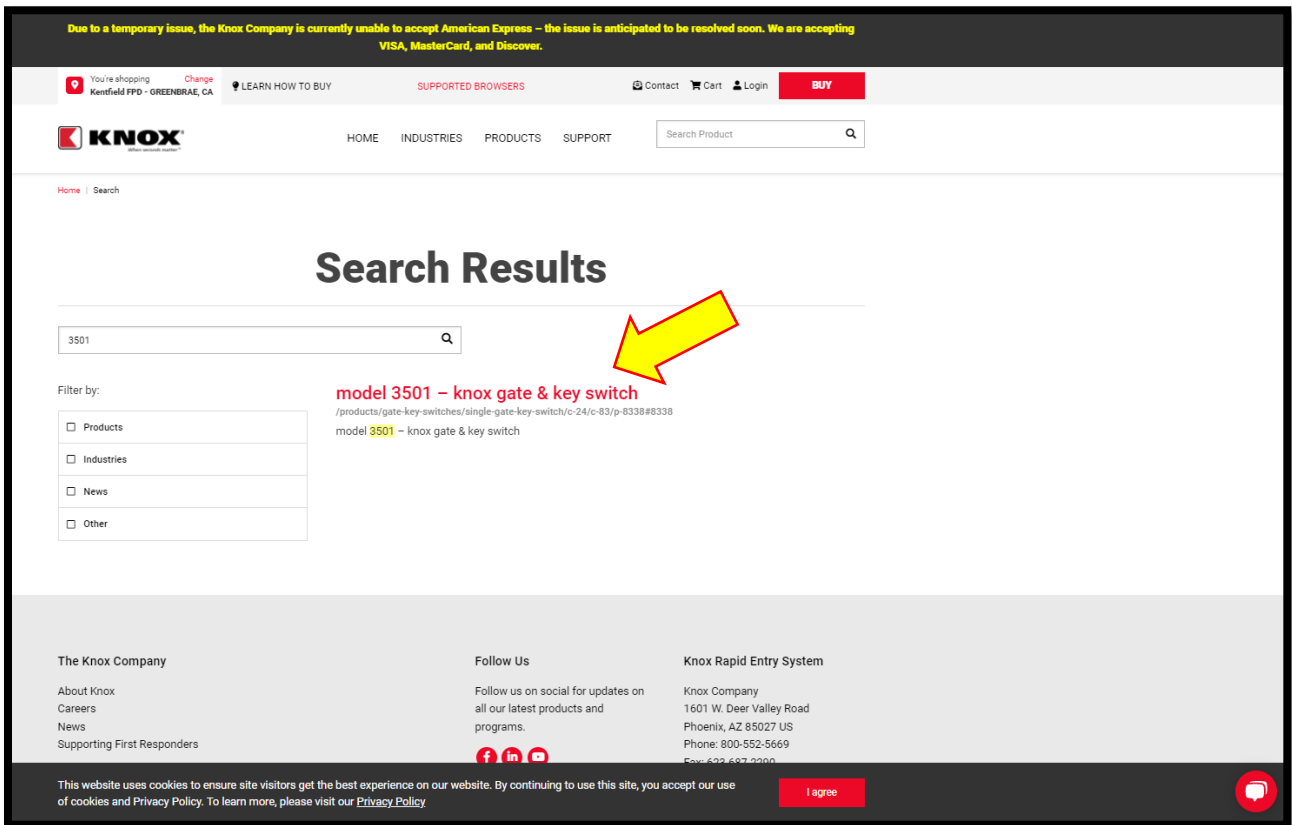 Due to a temporary issue, the Knox Company is currently unable to accept American Express – the issue is anticipated to be resolved soon. We are accepting
VISA, MasterCard, and Discover.
You're shopping Change
Kentfield FPD - GREENBRAE, CA
LEARN HOW TO BUY
SUPPORTED BROWSERS
Contact
Cart
Login
BUY
KNOX
When seconds matter™
HOME
INDUSTRIES
PRODUCTS
SUPPORT
Search Product
Home | Search
Search Results
3501
Filter by:
Products
Industries
News
Other
model 3501 – knox gate & key switch
/products/gate-key-switches/single-gate-key-switch/c-24/c-83/p-8338#8338
model 3501 – knox gate & key switch
The Knox Company
About Knox
Careers
News
Supporting First Responders
Follow Us
Follow us on social for updates on
all our latest products and
programs.
Knox Rapid Entry System
Knox Company
1601 W. Deer Valley Road
Phoenix, AZ 85027 US
Phone: 800-552-5669
Fax: 623-687-2290
This website uses cookies to ensure site visitors get the best experience on our website. By continuing to use this site, you accept our use
of cookies and Privacy Policy. To learn more, please visit our Privacy Policy
I agree